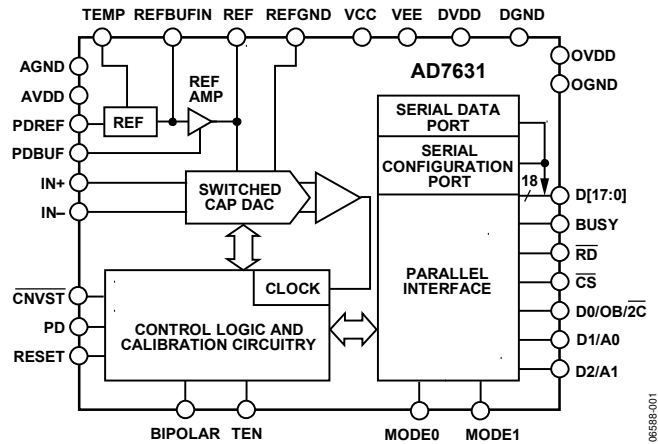 TEMP REFBUFIN REF REFGND VCC VEE DVDD DGND
OVDD
OGND
AGND
AVDD
PDREF
PDBUF
IN+
IN–
CNVST
PD
RESET
REF
REF
AMP
AD7631
SERIAL DATA
PORT
SERIAL
CONFIGURATION
PORT
18
SWITCHED
CAP DAC
CLOCK
CONTROL LOGIC AND
CALIBRATION CIRCUITRY
PARALLEL
INTERFACE
D[17:0]
BUSY
RD
CS
D0/OB/2C
D1/A0
D2/A1
BIPOLAR TEN
MODE0 MODE1
06588-001